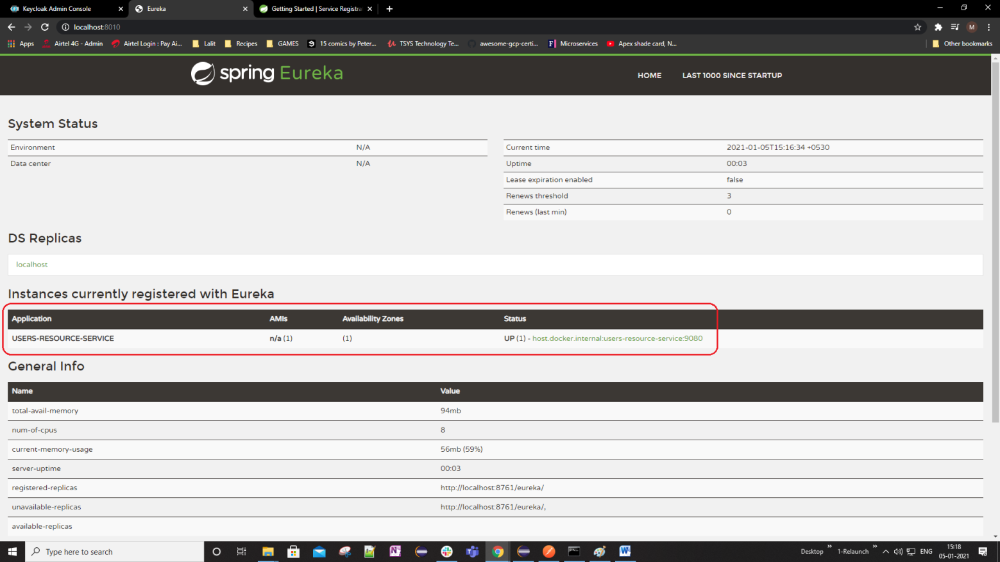 Keycloak Admin Console
Eureka
Getting Started | Service Registra
localhost:8010
Apps
Airtel 4G - Admin
Airtel Login : Pay Ai...
Lalit
Recipes
GAMES
15 comics by Peter...
TSYS Technology Te...
awesome-gcp-certi...
Microservices
Apex shade card, N...
Other bookmarks
M
spring Eureka
HOME
LAST 1000 SINCE STARTUP
System Status
Environment N/A
Data center N/A
Current time 2021-01-05T15:16:34 +0530
Uptime 00:03
Lease expiration enabled false
Renews threshold 3
Renews (last min) 0
DS Replicas
localhost
Instances currently registered with Eureka
Application AMIs Availability Zones Status
USERS-RESOURCE-SERVICE n/a (1) (1) UP (1) - host.docker.internal:users-resource-service:9080
General Info
Name Value
total-avail-memory 94mb
num-of-cpus 8
current-memory-usage 56mb (59%)
server-uptime 00:03
registered-replicas http://localhost:8761/eureka/
unavailable-replicas http://localhost:8761/eureka/,
available-replicas
Type here to search
Desktop
1-Relaunch
ENG
15:18
05-01-2021